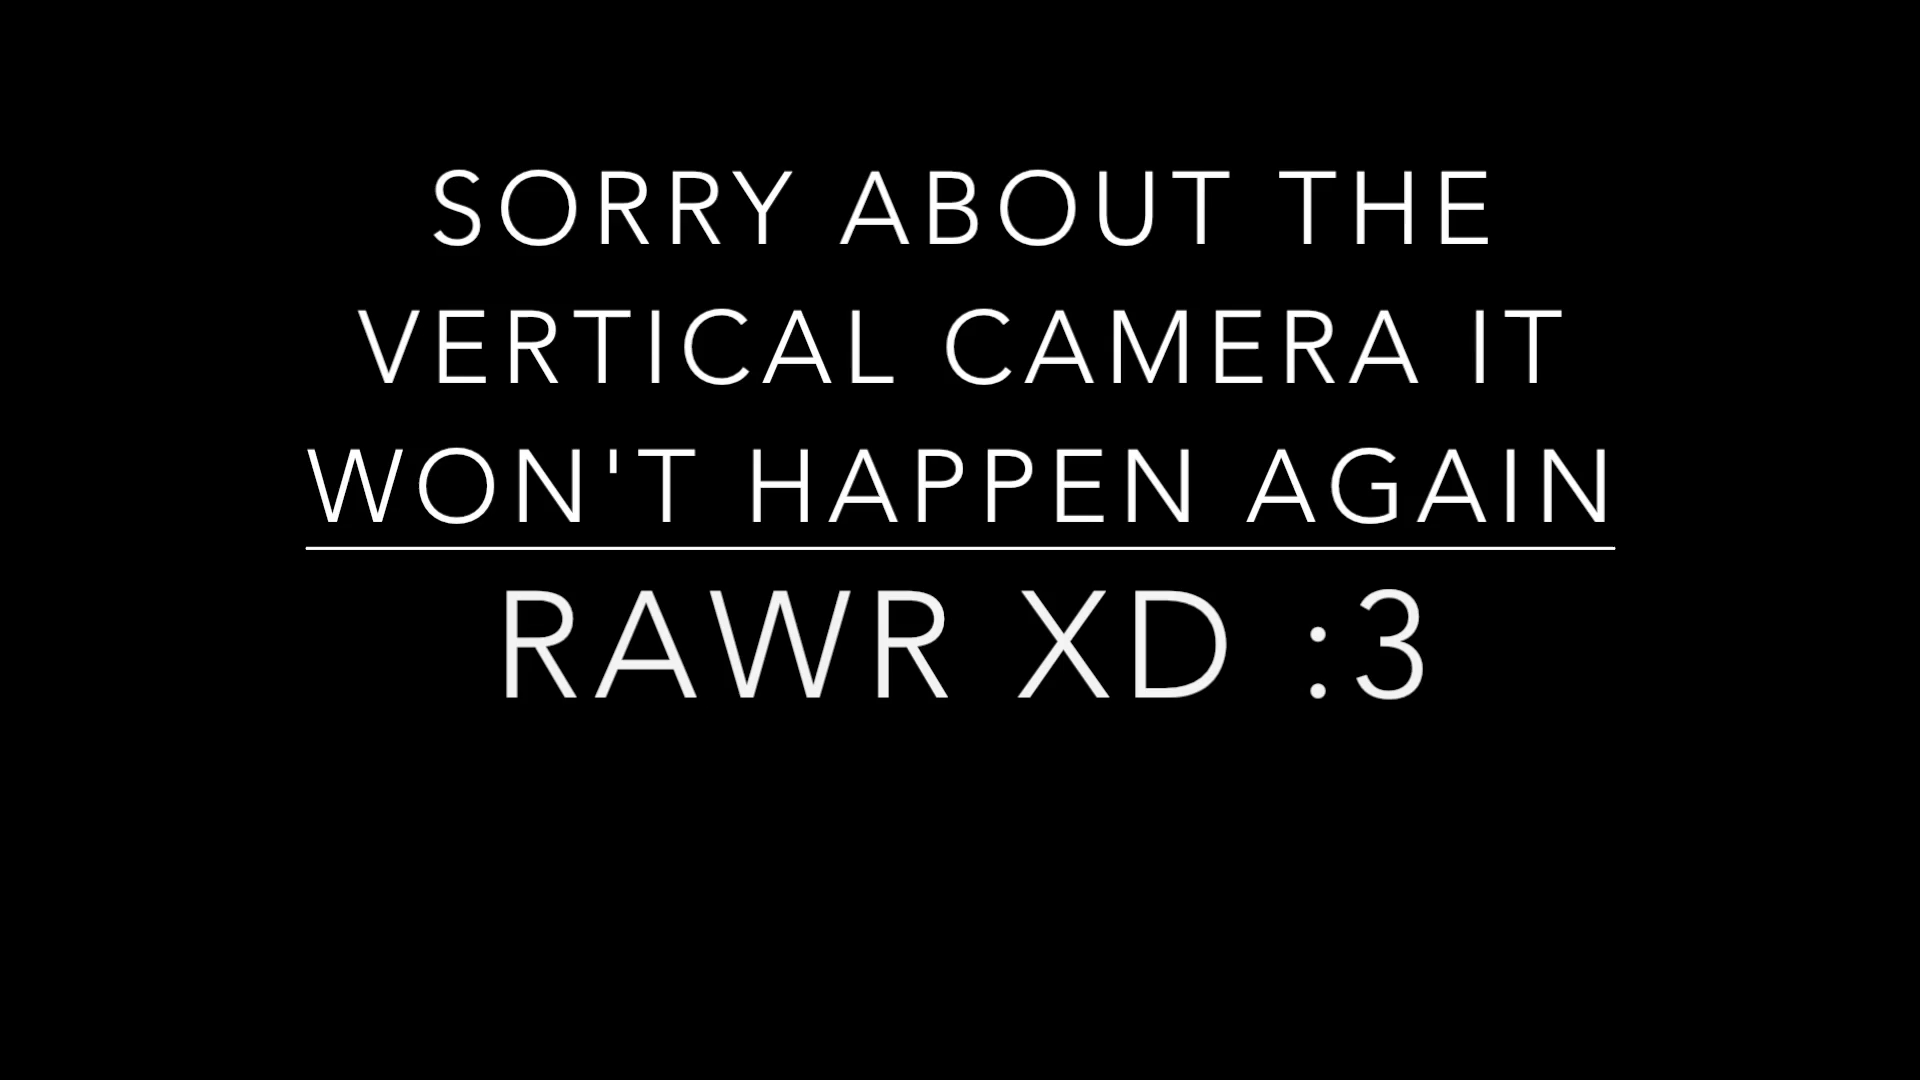 SORRY ABOUT THE
VERTICAL CAMERA IT
WON'T HAPPEN AGAIN
RAWR XD :3